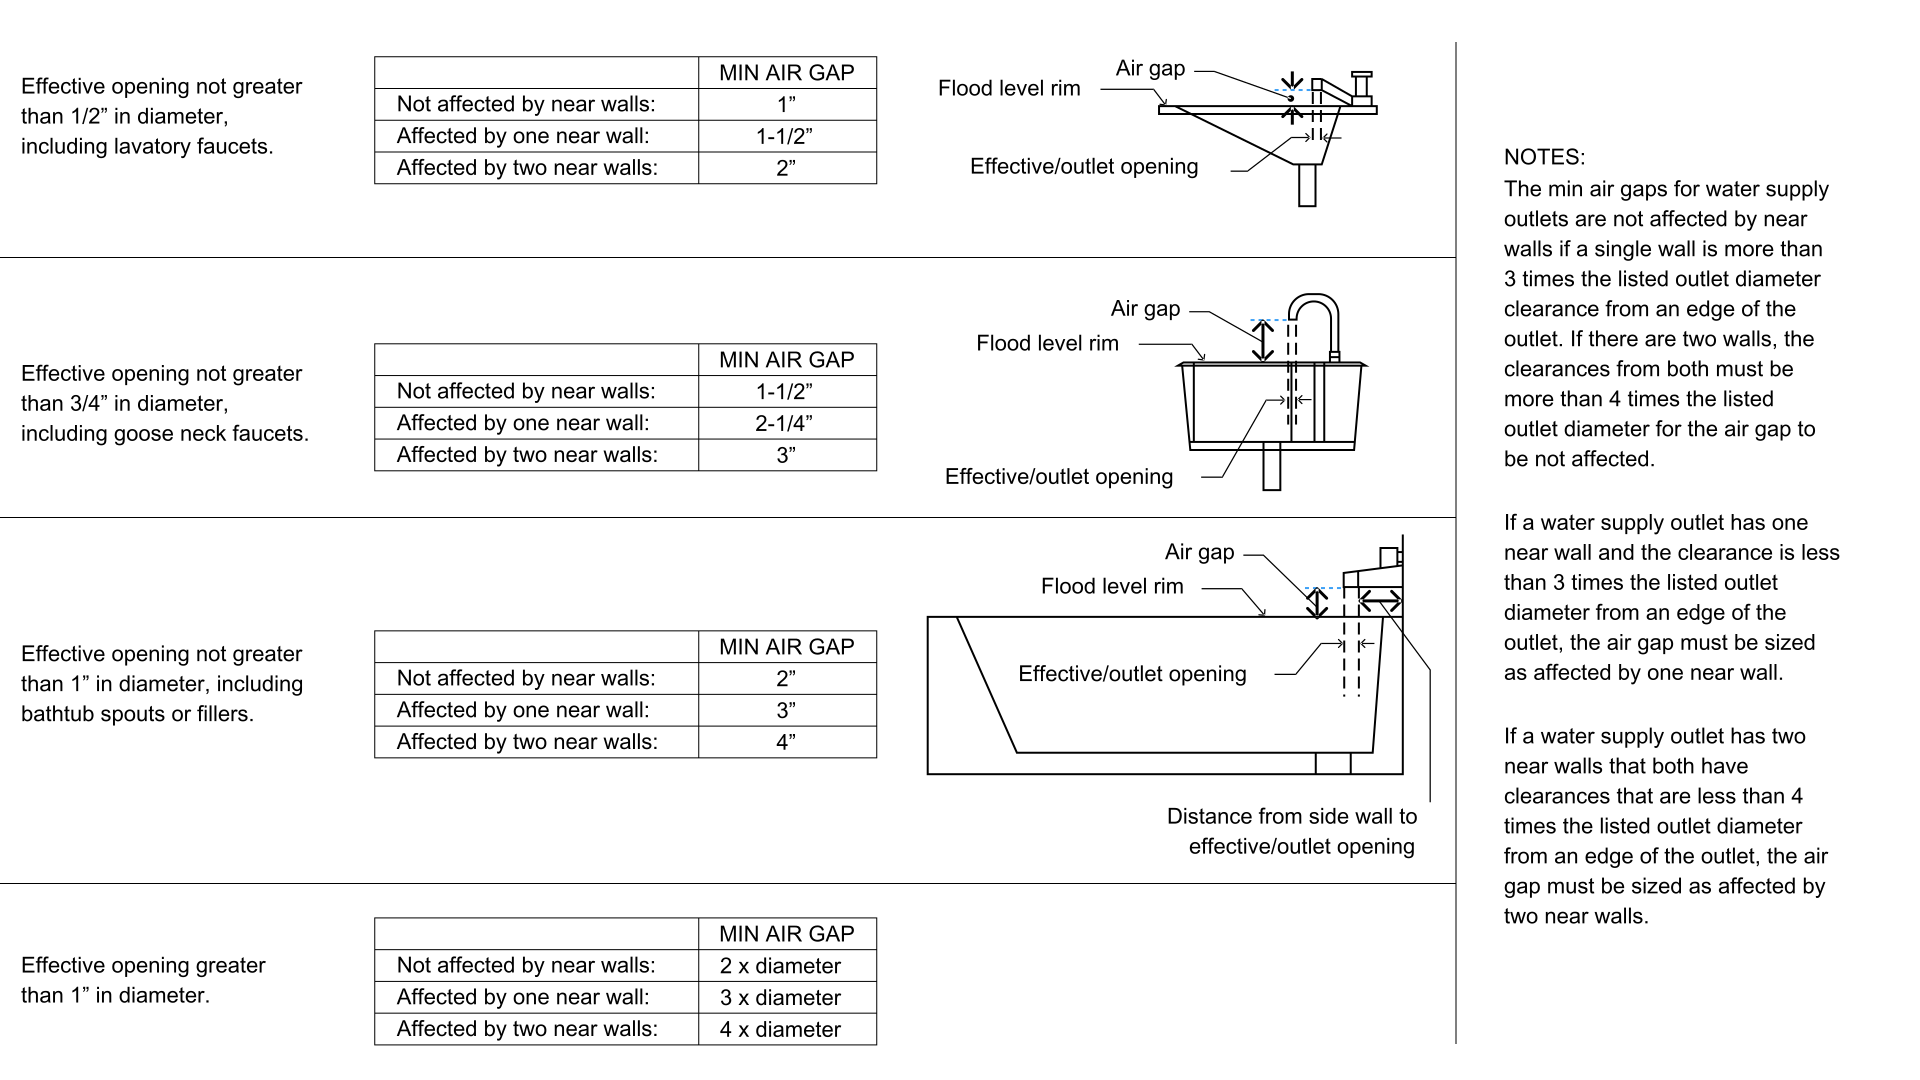 Effective opening not greater
than 1/2” in diameter,
including lavatory faucets.
MIN AIR GAP
Not affected by near walls: 1”
Affected by one near wall: 1-1/2”
Affected by two near walls: 2”
Air gap
Flood level rim
Effective/outlet opening
Effective opening not greater
than 3/4” in diameter,
including goose neck faucets.
MIN AIR GAP
Not affected by near walls: 1-1/2”
Affected by one near wall: 2-1/4”
Affected by two near walls: 3”
Air gap
Flood level rim
Effective/outlet opening
Effective opening not greater
than 1” in diameter, including
bathtub spouts or fillers.
MIN AIR GAP
Not affected by near walls: 2”
Affected by one near wall: 3”
Affected by two near walls: 4”
Air gap
Flood level rim
Effective/outlet opening
Distance from side wall to
effective/outlet opening
Effective opening greater
than 1” in diameter.
MIN AIR GAP
Not affected by near walls: 2 x diameter
Affected by one near wall: 3 x diameter
Affected by two near walls: 4 x diameter
NOTES:
The min air gaps for water supply
outlets are not affected by near
walls if a single wall is more than
3 times the listed outlet diameter
clearance from an edge of the
outlet. If there are two walls, the
clearances from both must be
more than 4 times the listed
outlet diameter for the air gap to
be not affected.
If a water supply outlet has one
near wall and the clearance is less
than 3 times the listed outlet
diameter from an edge of the
outlet, the air gap must be sized
as affected by one near wall.
If a water supply outlet has two
near walls that both have
clearances that are less than 4
times the listed outlet diameter
from an edge of the outlet, the air
gap must be sized as affected by
two near walls.